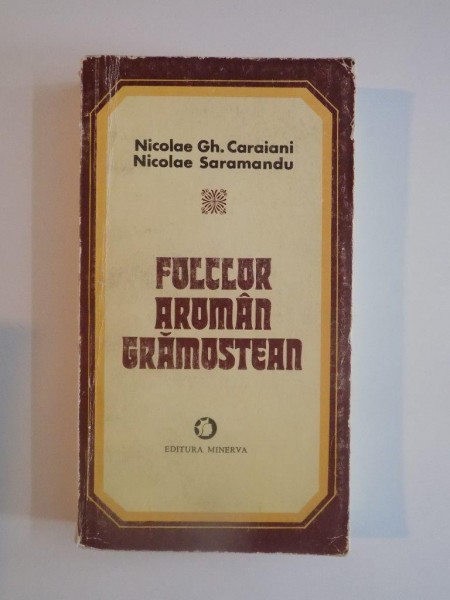 Nicolae Gh. Caraiani
Nicolae Saramandu
FOLCLOR
AROMÂN
GRĂMOSTEAN
EDITURA MINERVA